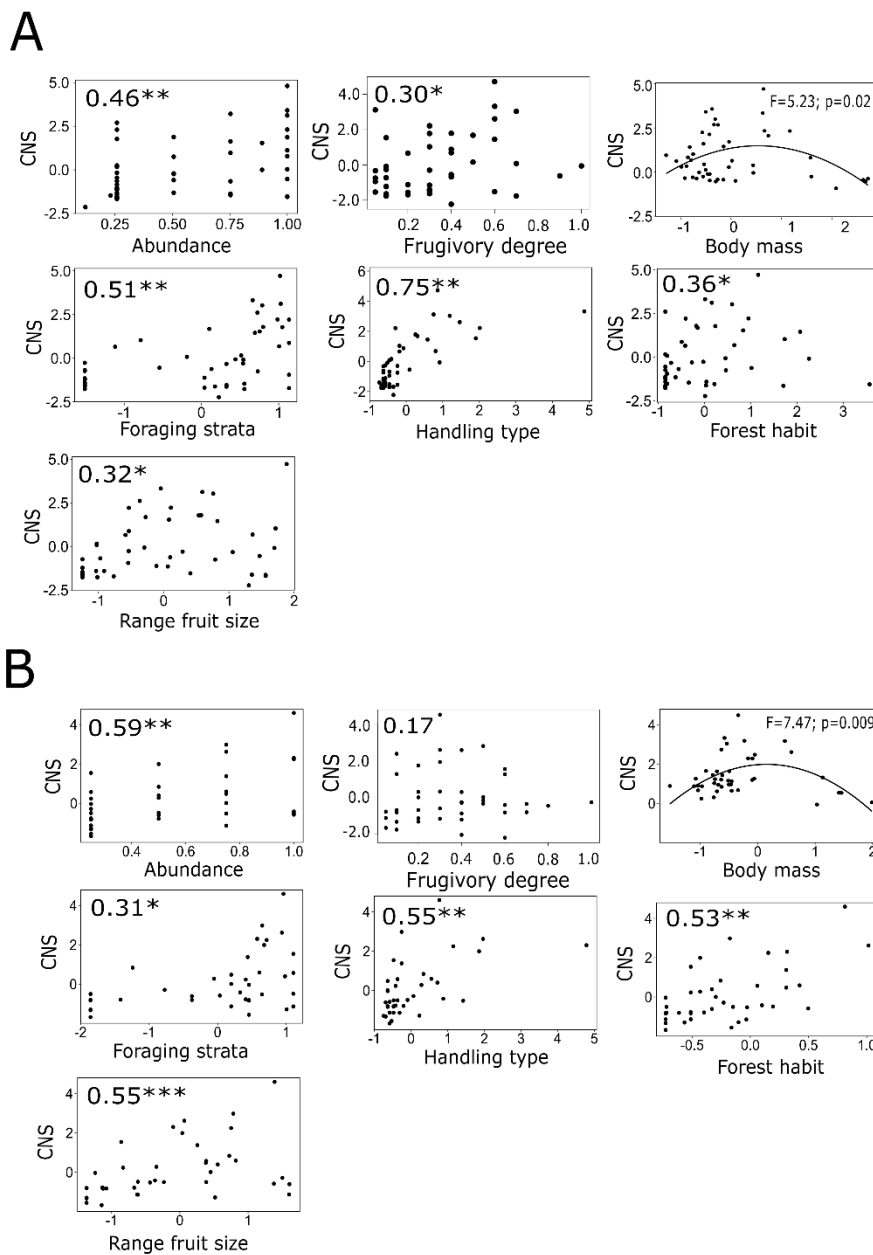 A
0.46**
CNS
5.0
2.5
0.0
-2.5
0.25 0.50 0.75 1.00
Abundance
0.30*
CNS
4.0
2.0
0.0
-2.0
0.2 0.4 0.6 0.8 1.0
Frugivory degree
F=5.23; p=0.02
CNS
5.0
2.5
0.0
2.5
-1 0 1 2
Body mass
0.51**
CNS
5.0
2.5
0.0
-2.5
-1 0 1
Foraging strata
0.75**
CNS
6
4
2
0
-2
-1 0 1 2 3 4 5
Handling type
0.36*
CNS
5.0
2.5
0.0
-2.5
-1 0 1 2 3
Forest habit
0.32*
CNS
5.0
2.5
0.0
-2.5
-1 0 1 2
Range fruit size
B
0.59**
CNS
4
2
0
0.4 0.6 0.8 1.0
Abundance
0.17
CNS
4.0
2.0
0.0
-2.0
0.2 0.4 0.6 0.8 1.0
Frugivory degree
F=7.47; p=0.009
CNS
4
2
0
-1 0 1 2
Body mass
0.31*
CNS
4
2
0
-2 -1 0 1
Foraging strata
0.55**
CNS
4
2
0
-1 0 1 2 3 4 5
Handling type
0.53**
CNS
4
2
0
-0.5 0.0 0.5 1.0
Forest habit
0.55***
CNS
4
2
0
-1 0 1
Range fruit size